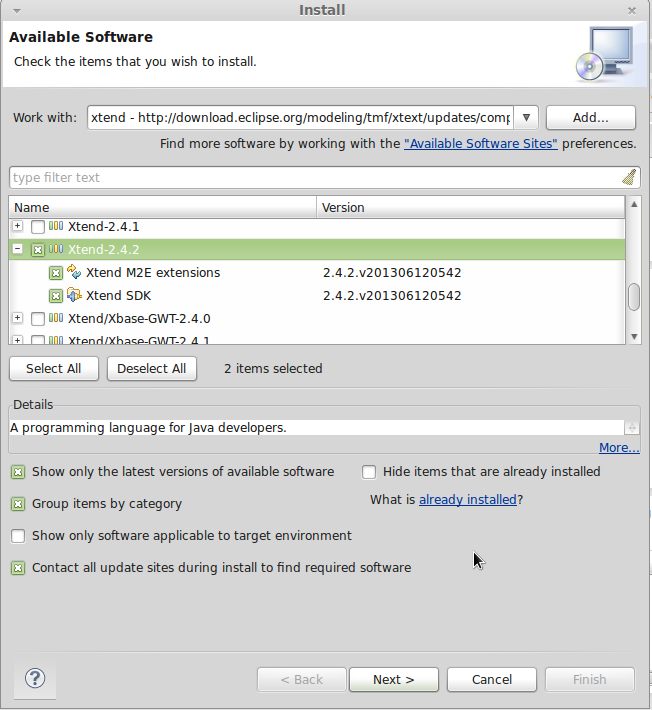 Install
Available Software
Check the items that you wish to install.
Work with: xtend - http://download.eclipse.org/modeling/tmf/xtext/updates/comp Add...
Find more software by working with the "Available Software Sites" preferences.
type filter text
Name Version
Xtend-2.4.1
Xtend-2.4.2
Xtend M2E extensions 2.4.2.v201306120542
Xtend SDK 2.4.2.v201306120542
Xtend/Xbase-GWT-2.4.0
Xtend/Xbase-GWT-2.4.1
Select All Deselect All 2 items selected
Details
A programming language for Java developers.
More...
Show only the latest versions of available software Hide items that are already installed
Group items by category What is already installed?
Show only software applicable to target environment
Contact all update sites during install to find required software
? < Back Next > Cancel Finish